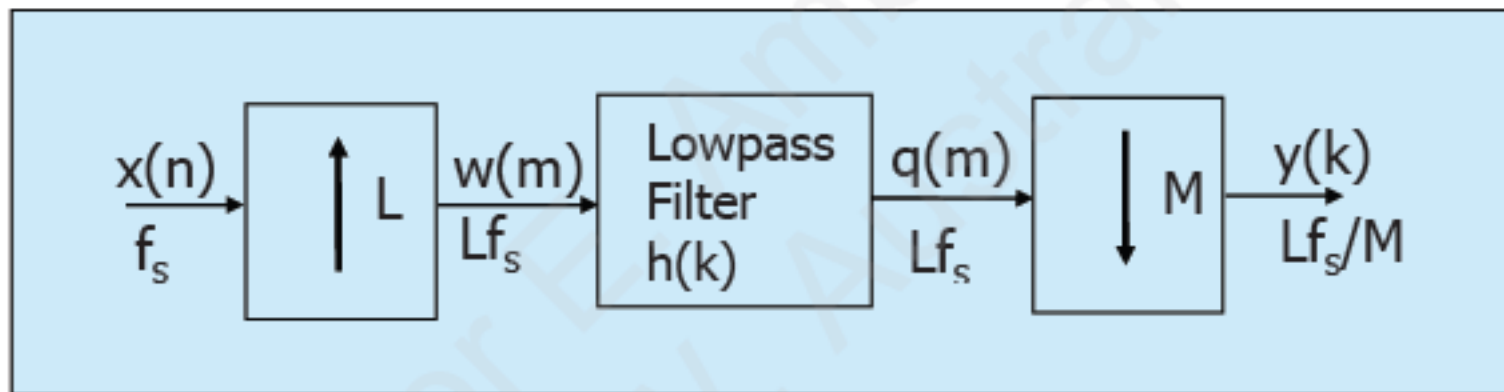 x(n)
f_s
L
w(m)
Lf_s
Lowpass
Filter
h(k)
q(m)
Lf_s
M
y(k)
Lf_s/M